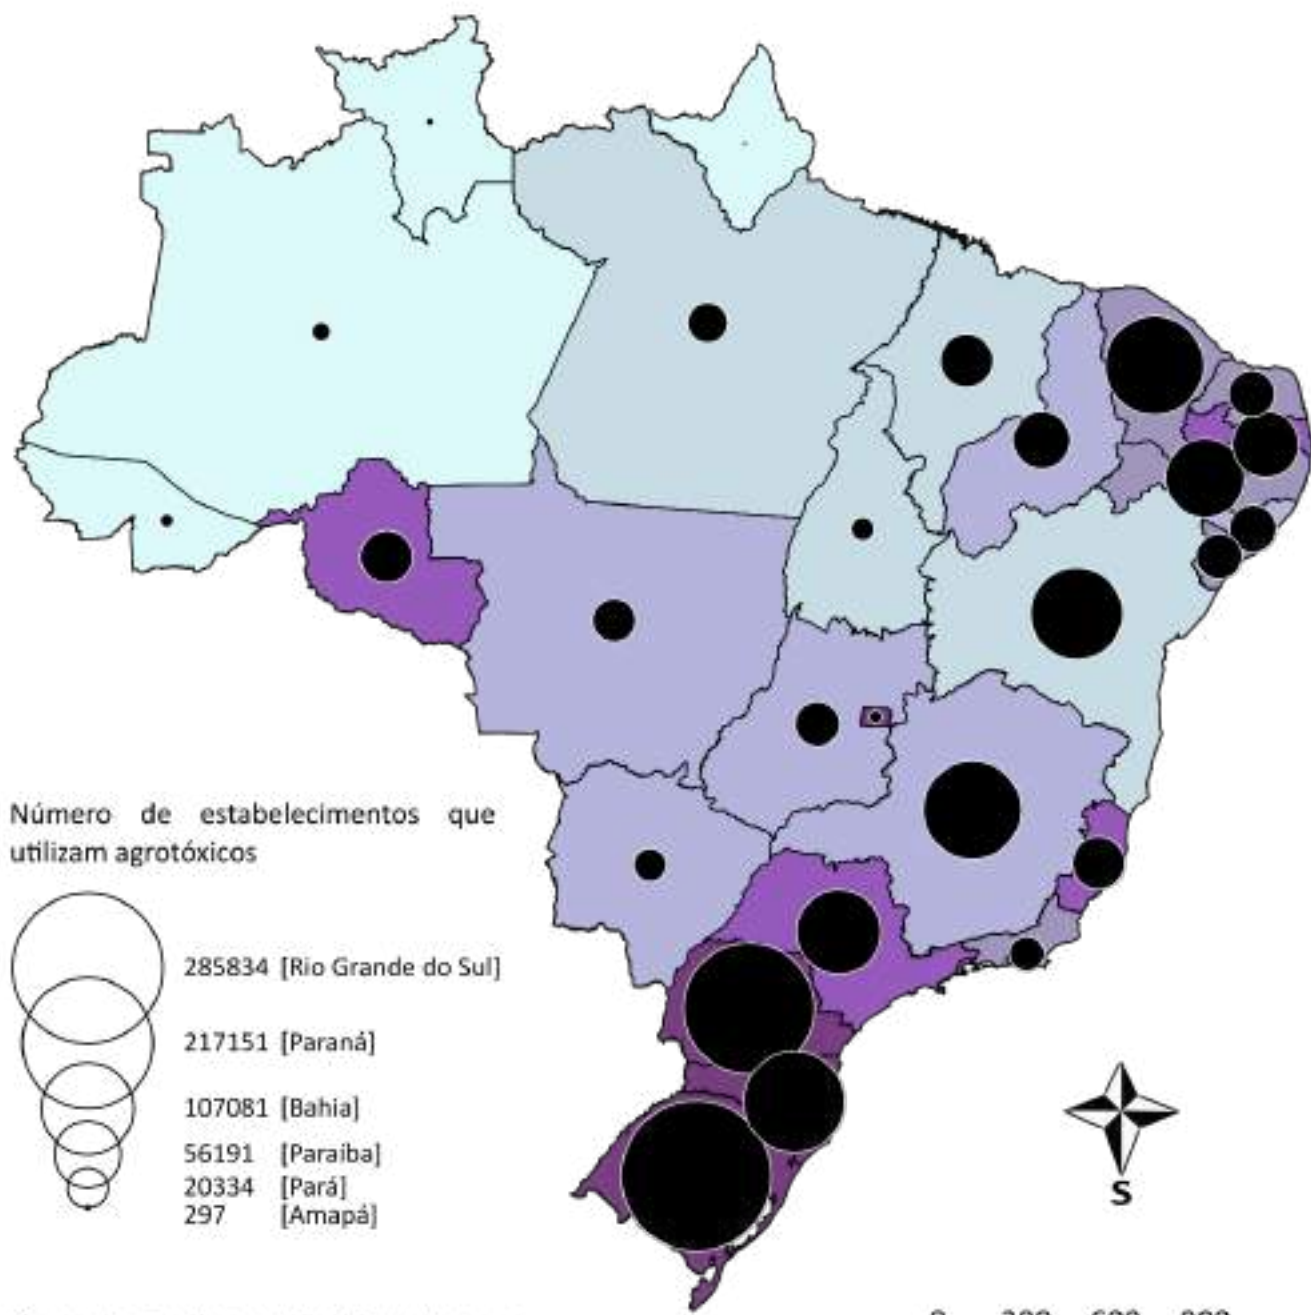 Número de estabelecimentos que
utilizam agrotóxicos
285834 [Rio Grande do Sul]
217151 [Paraná]
107081 [Bahia]
56191 [Paraíba]
20334 [Pará]
297 [Amapá]
S